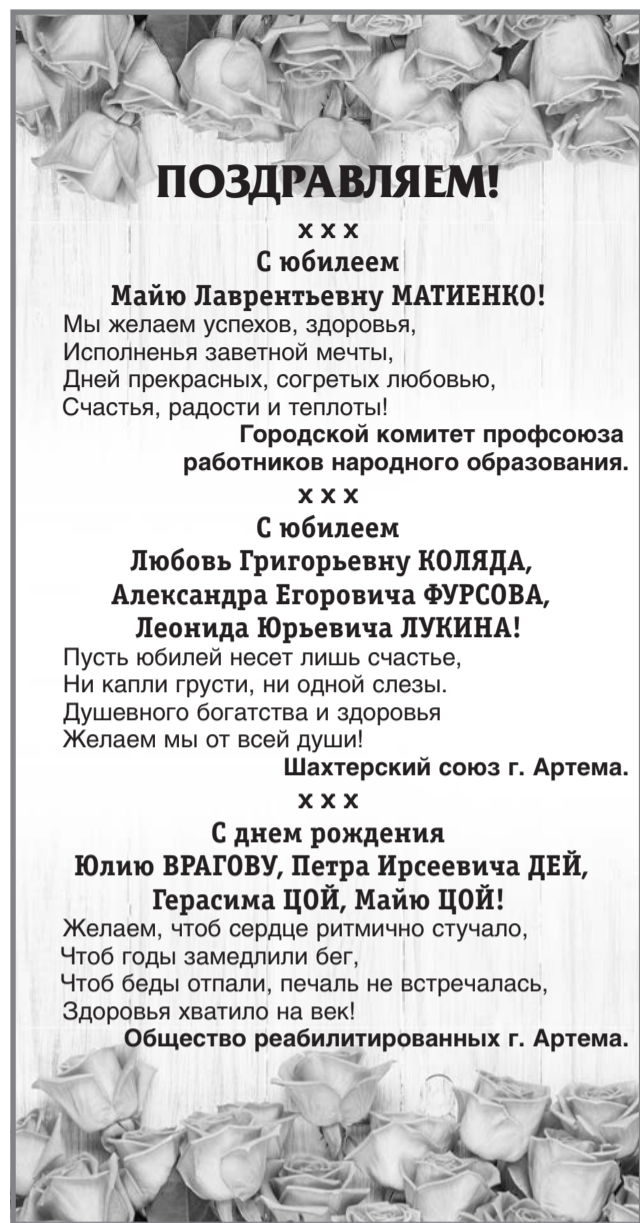 ПОЗДРАВЛЯЕМ!
х х х
С юбилеем
Майю Лаврентьевну МАТИЕНКО!
Мы желаем успехов, здоровья,
Исполненья заветной мечты,
Дней прекрасных, согретых любовью,
Счастья, радости и теплоты!
Городской комитет профсоюза
работников народного образования.
х х х
С юбилеем
Любовь Григорьевну КОЛЯДА,
Александра Егоровича ФУРСОВА,
Леонида Юрьевича ЛУКИНА!
Пусть юбилей несет лишь счастье,
Ни капли грусти, ни одной слезы.
Душевного богатства и здоровья
Желаем мы от всей души!
Шахтерский союз г. Артема.
х х х
С днем рождения
Юлию ВРАГОВУ, Петра Ирсеевича ДЕЙ,
Герасима ЦОЙ, Майю ЦОЙ!
Желаем, чтоб сердце ритмично стучало,
Чтоб годы замедлили бег,
Чтоб беды отпали, печаль не встречалась,
Здоровья хватило на век!
Общество реабилитированных г. Артема.